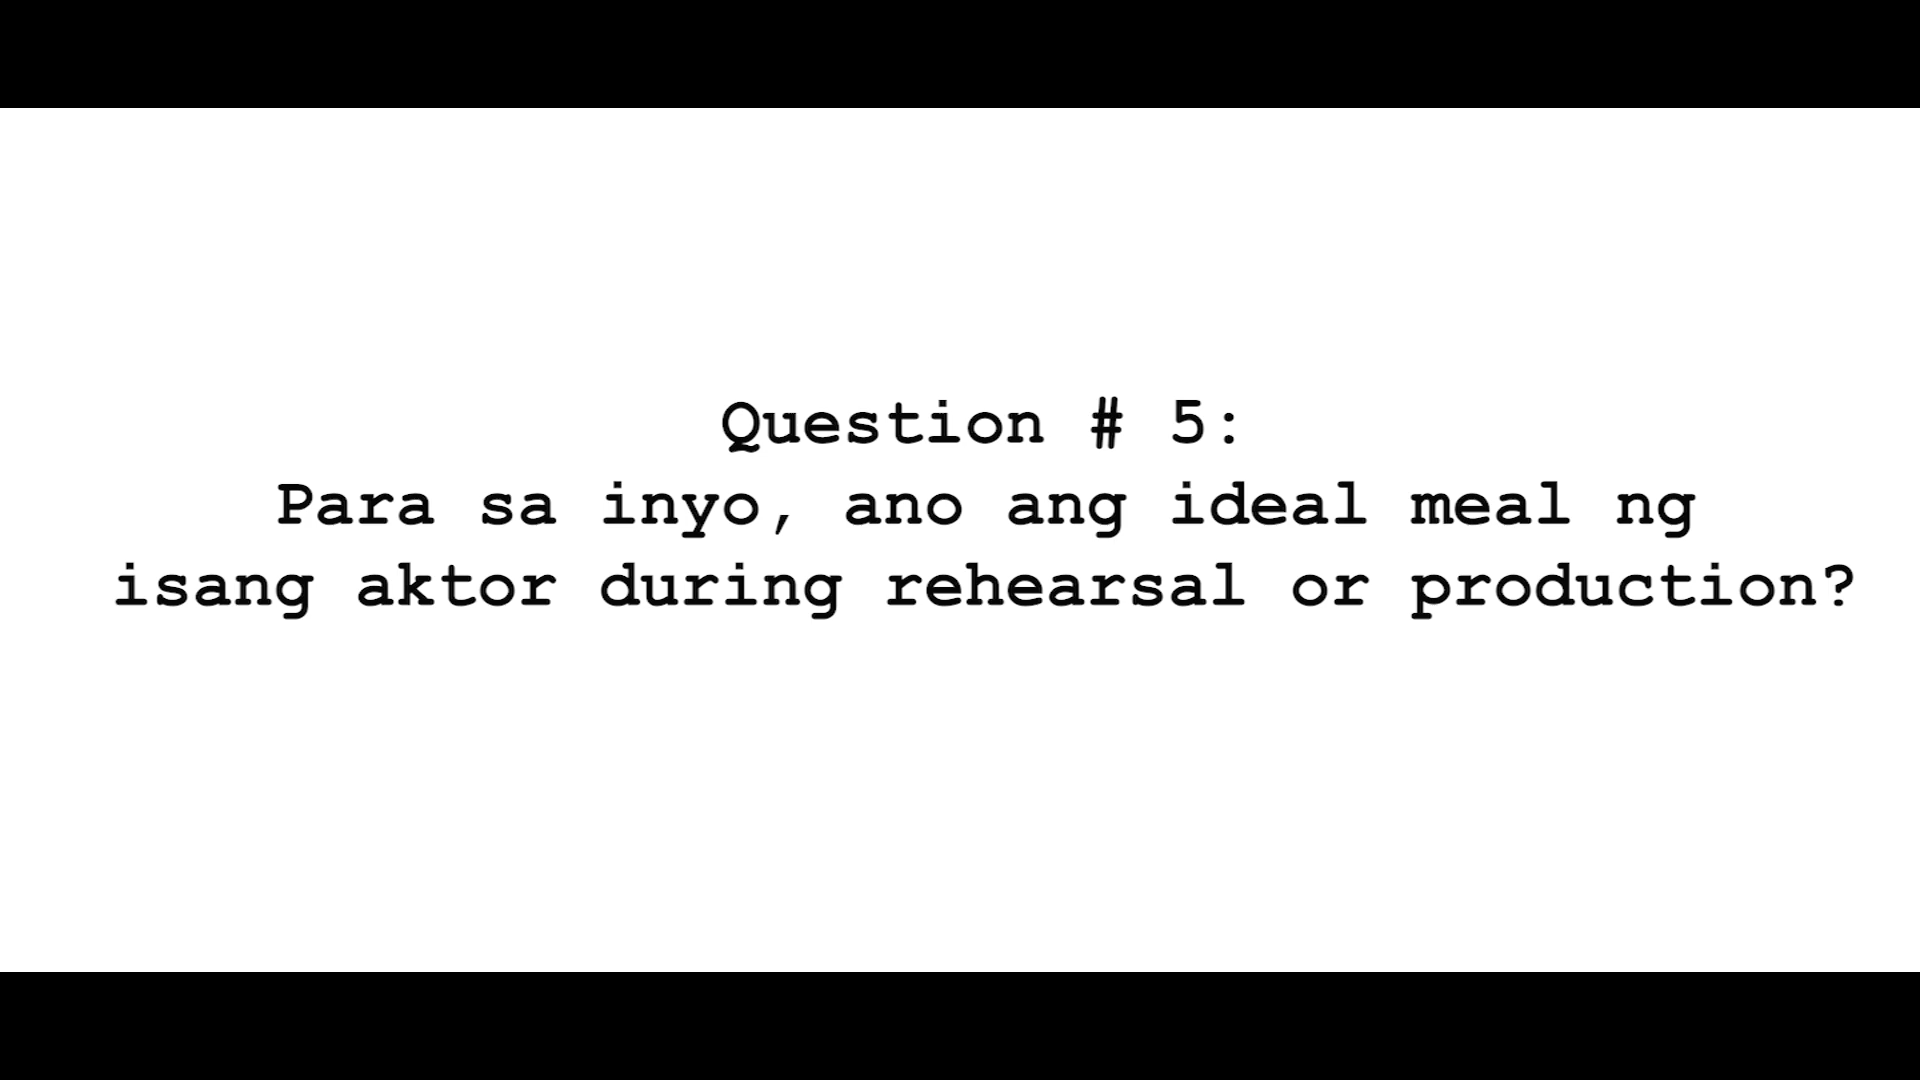 Question # 5:
Para sa inyo, ano ang ideal meal ng
isang aktor during rehearsal or production?